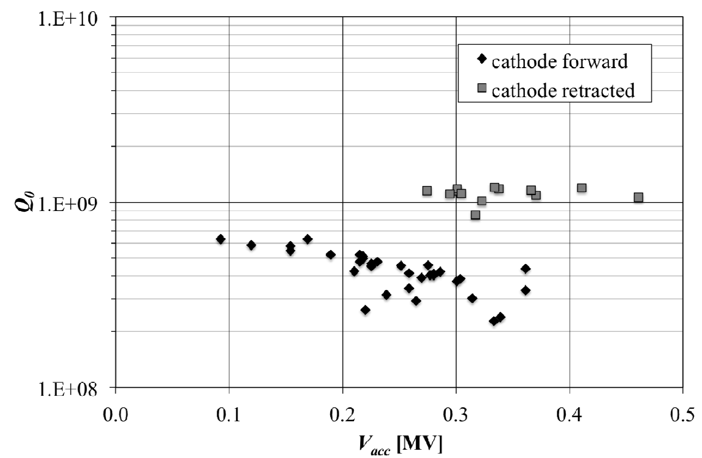 1.E+10
cathode forward
cathode retracted
Q0
1.E+09
1.E+08
0.0 0.1 0.2 0.3 0.4 0.5
Vacc [MV]